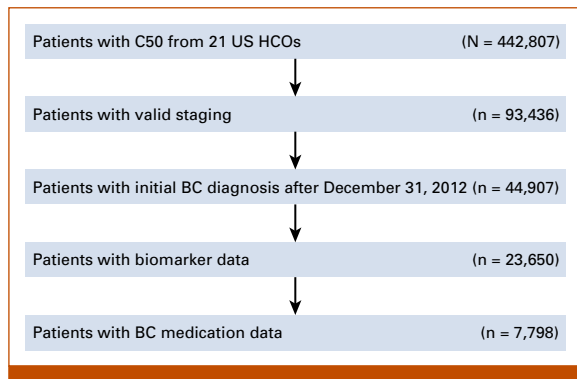 Patients with C50 from 21 US HCOs (N = 442,807)
Patients with valid staging (n = 93,436)
Patients with initial BC diagnosis after December 31, 2012 (n = 44,907)
Patients with biomarker data (n = 23,650)
Patients with BC medication data (n = 7,798)